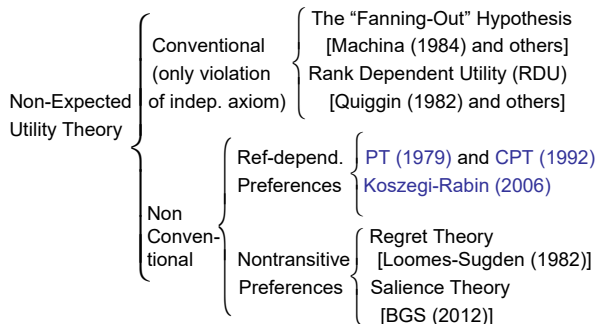 Non-Expected
Utility Theory
Conventional
(only violation
of indep. axiom)
The “Fanning-Out” Hypothesis
[Machina (1984) and others]
Rank Dependent Utility (RDU)
[Quiggin (1982) and others]
Non
Conven-
tional
Ref-depend.
Preferences
PT (1979) and CPT (1992)
Koszegi-Rabin (2006)
Nontransitive
Preferences
Regret Theory
[Loomes-Sugden (1982)]
Salience Theory
[BGS (2012)]